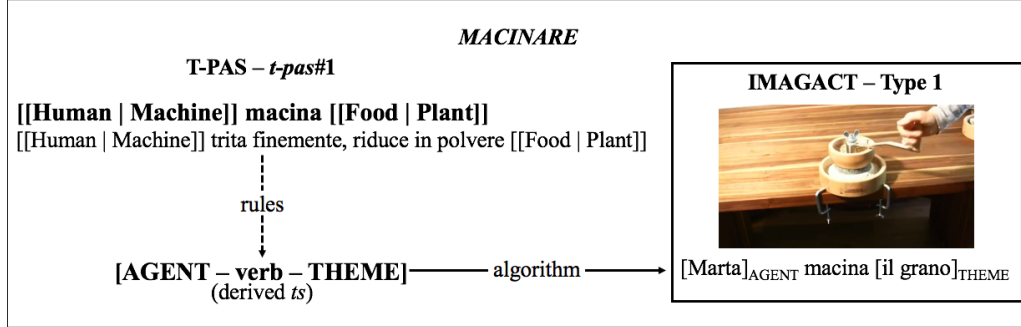 MACINARE
T-PAS – t-pas#1
[[Human | Machine]] macina [[Food | Plant]]
[[Human | Machine]] trita finemente, riduce in polvere [[Food | Plant]]
rules
[AGENT – verb – THEME]
(derived ts)
algorithm
IMAGACT – Type 1
[Marta]AGENT macina [il grano]THEME